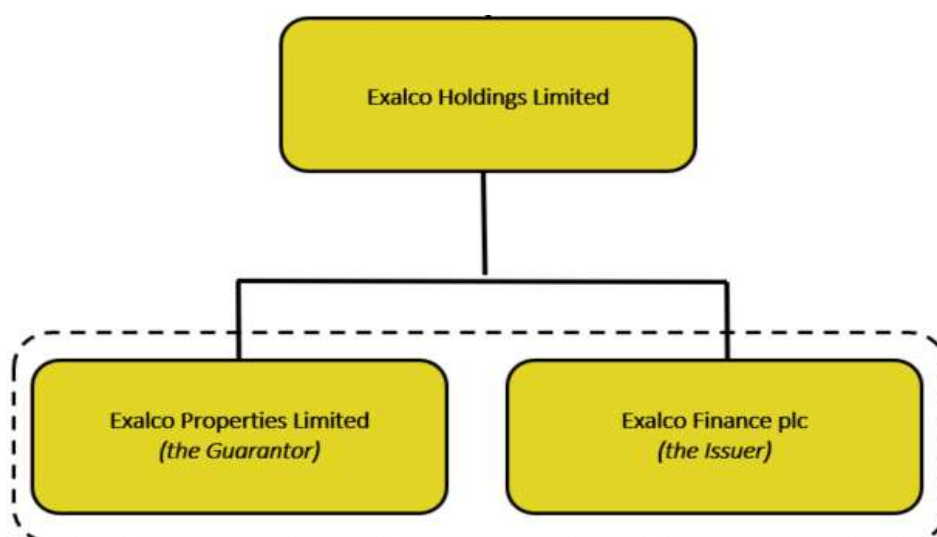 Exalco Holdings Limited
Exalco Properties Limited
(the Guarantor)
Exalco Finance plc
(the Issuer)